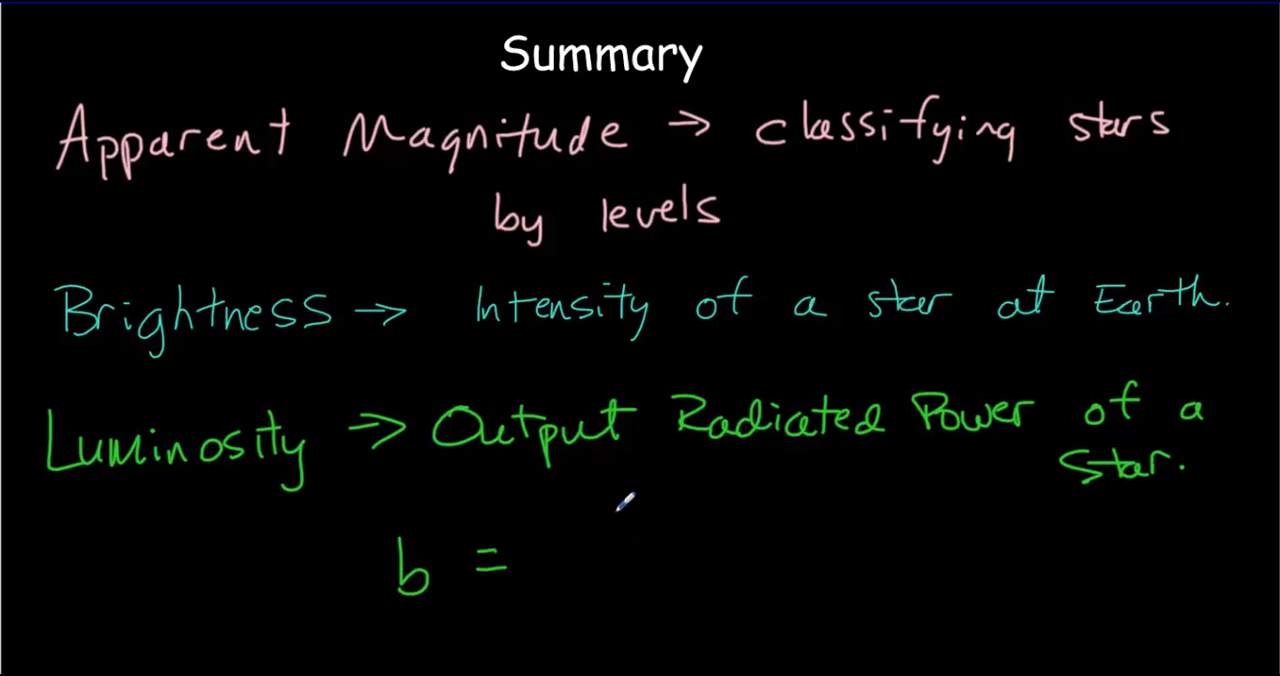 Summary
Apparent Magnitude → classifying stars
by levels
Brightness → Intensity of a star at Earth.
Luminosity → Output Radiated Power of a
Star.
b =